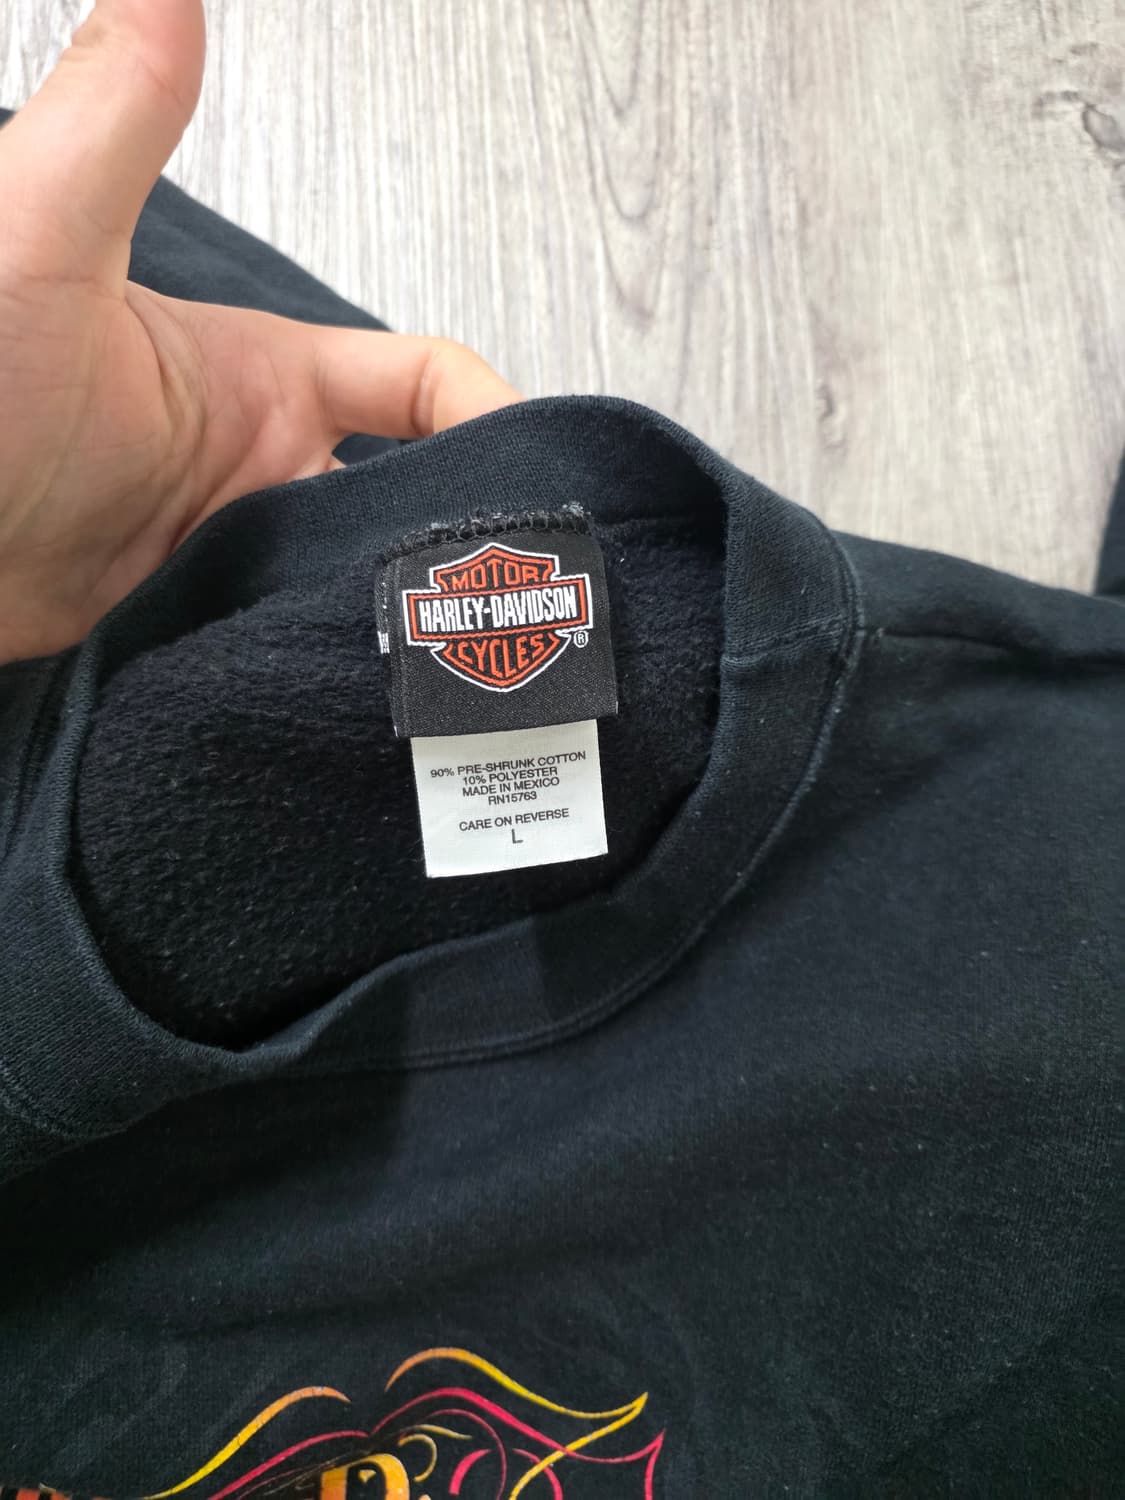 MOTOR
HARLEY-DAVIDSON
CYCLES
®
90% PRE-SHRUNK COTTON
10% POLYESTER
MADE IN MEXICO
RN15763
CARE ON REVERSE
L